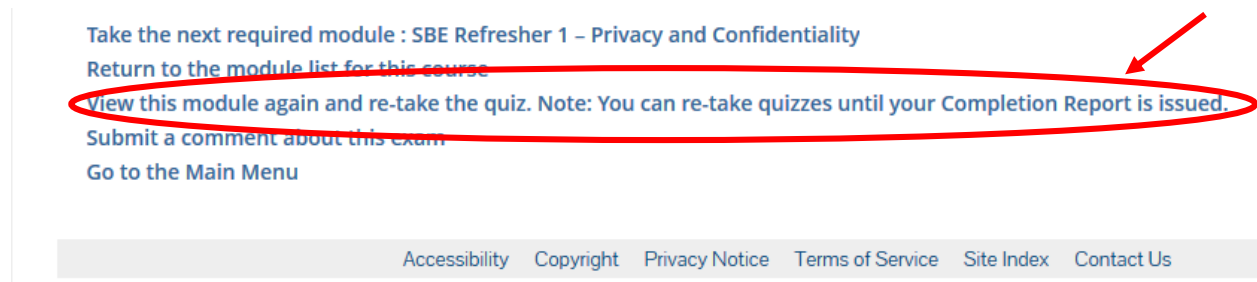 Take the next required module : SBE Refresher 1 – Privacy and Confidentiality
Return to the module list for this course
View this module again and re-take the quiz. Note: You can re-take quizzes until your Completion Report is issued.
Submit a comment about this exam
Go to the Main Menu
Accessibility Copyright Privacy Notice Terms of Service Site Index Contact Us